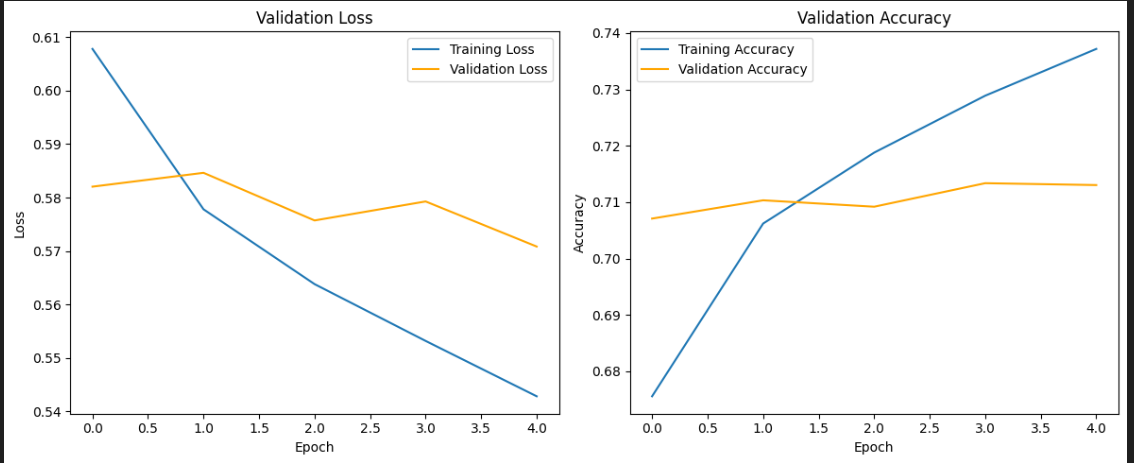 Validation Loss
0.61
0.60
0.59
0.58
0.57
0.56
0.55
0.54
Loss
Training Loss
Validation Loss
0.0 0.5 1.0 1.5 2.0 2.5 3.0 3.5 4.0
Epoch
Validation Accuracy
0.74
0.73
0.72
0.71
0.70
0.69
0.68
Accuracy
Training Accuracy
Validation Accuracy
0.0 0.5 1.0 1.5 2.0 2.5 3.0 3.5 4.0
Epoch